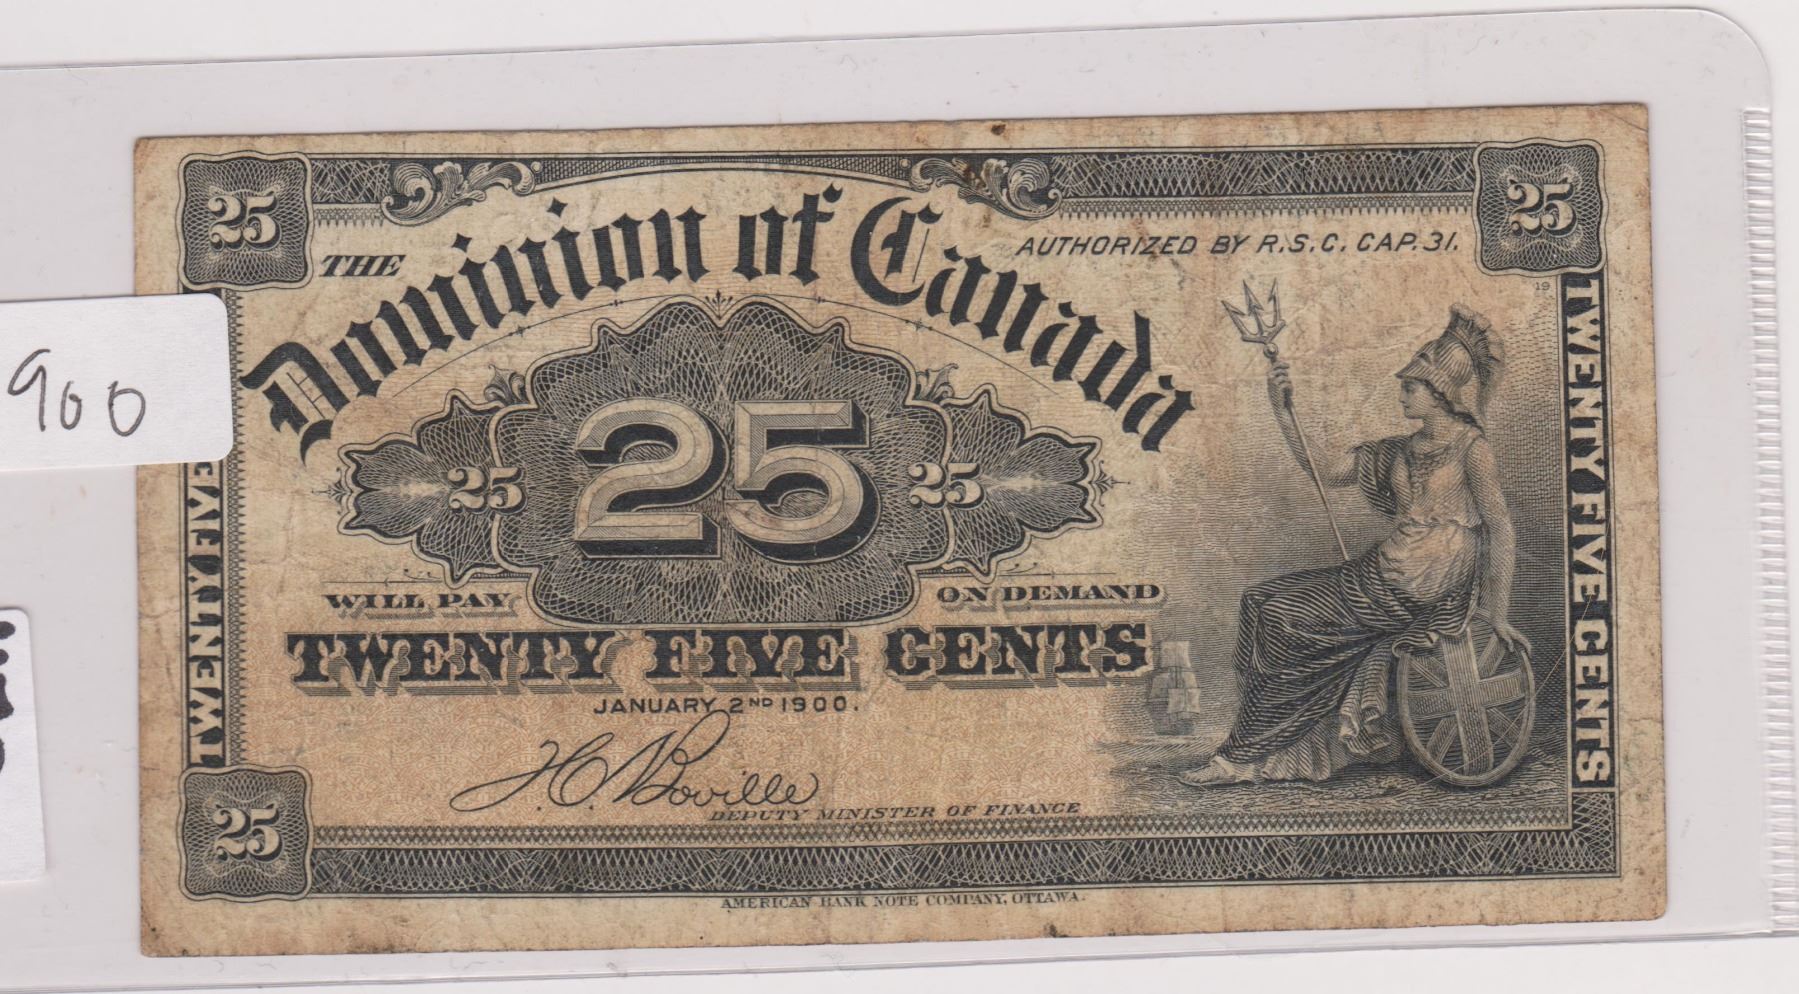 25
25
THE
Dominion of Canada
AUTHORIZED BY R.S.C. CAP. 31.
19
900
25
25
25
TWENTY FIVE
TWENTY FIVE CENTS
WILL PAY
ON DEMAND
TWENTY FIVE CENTS
JANUARY 2ND 1900.
H.C. Boville
DEPUTY MINISTER OF FINANCE
25
AMERICAN BANK NOTE COMPANY, OTTAWA.